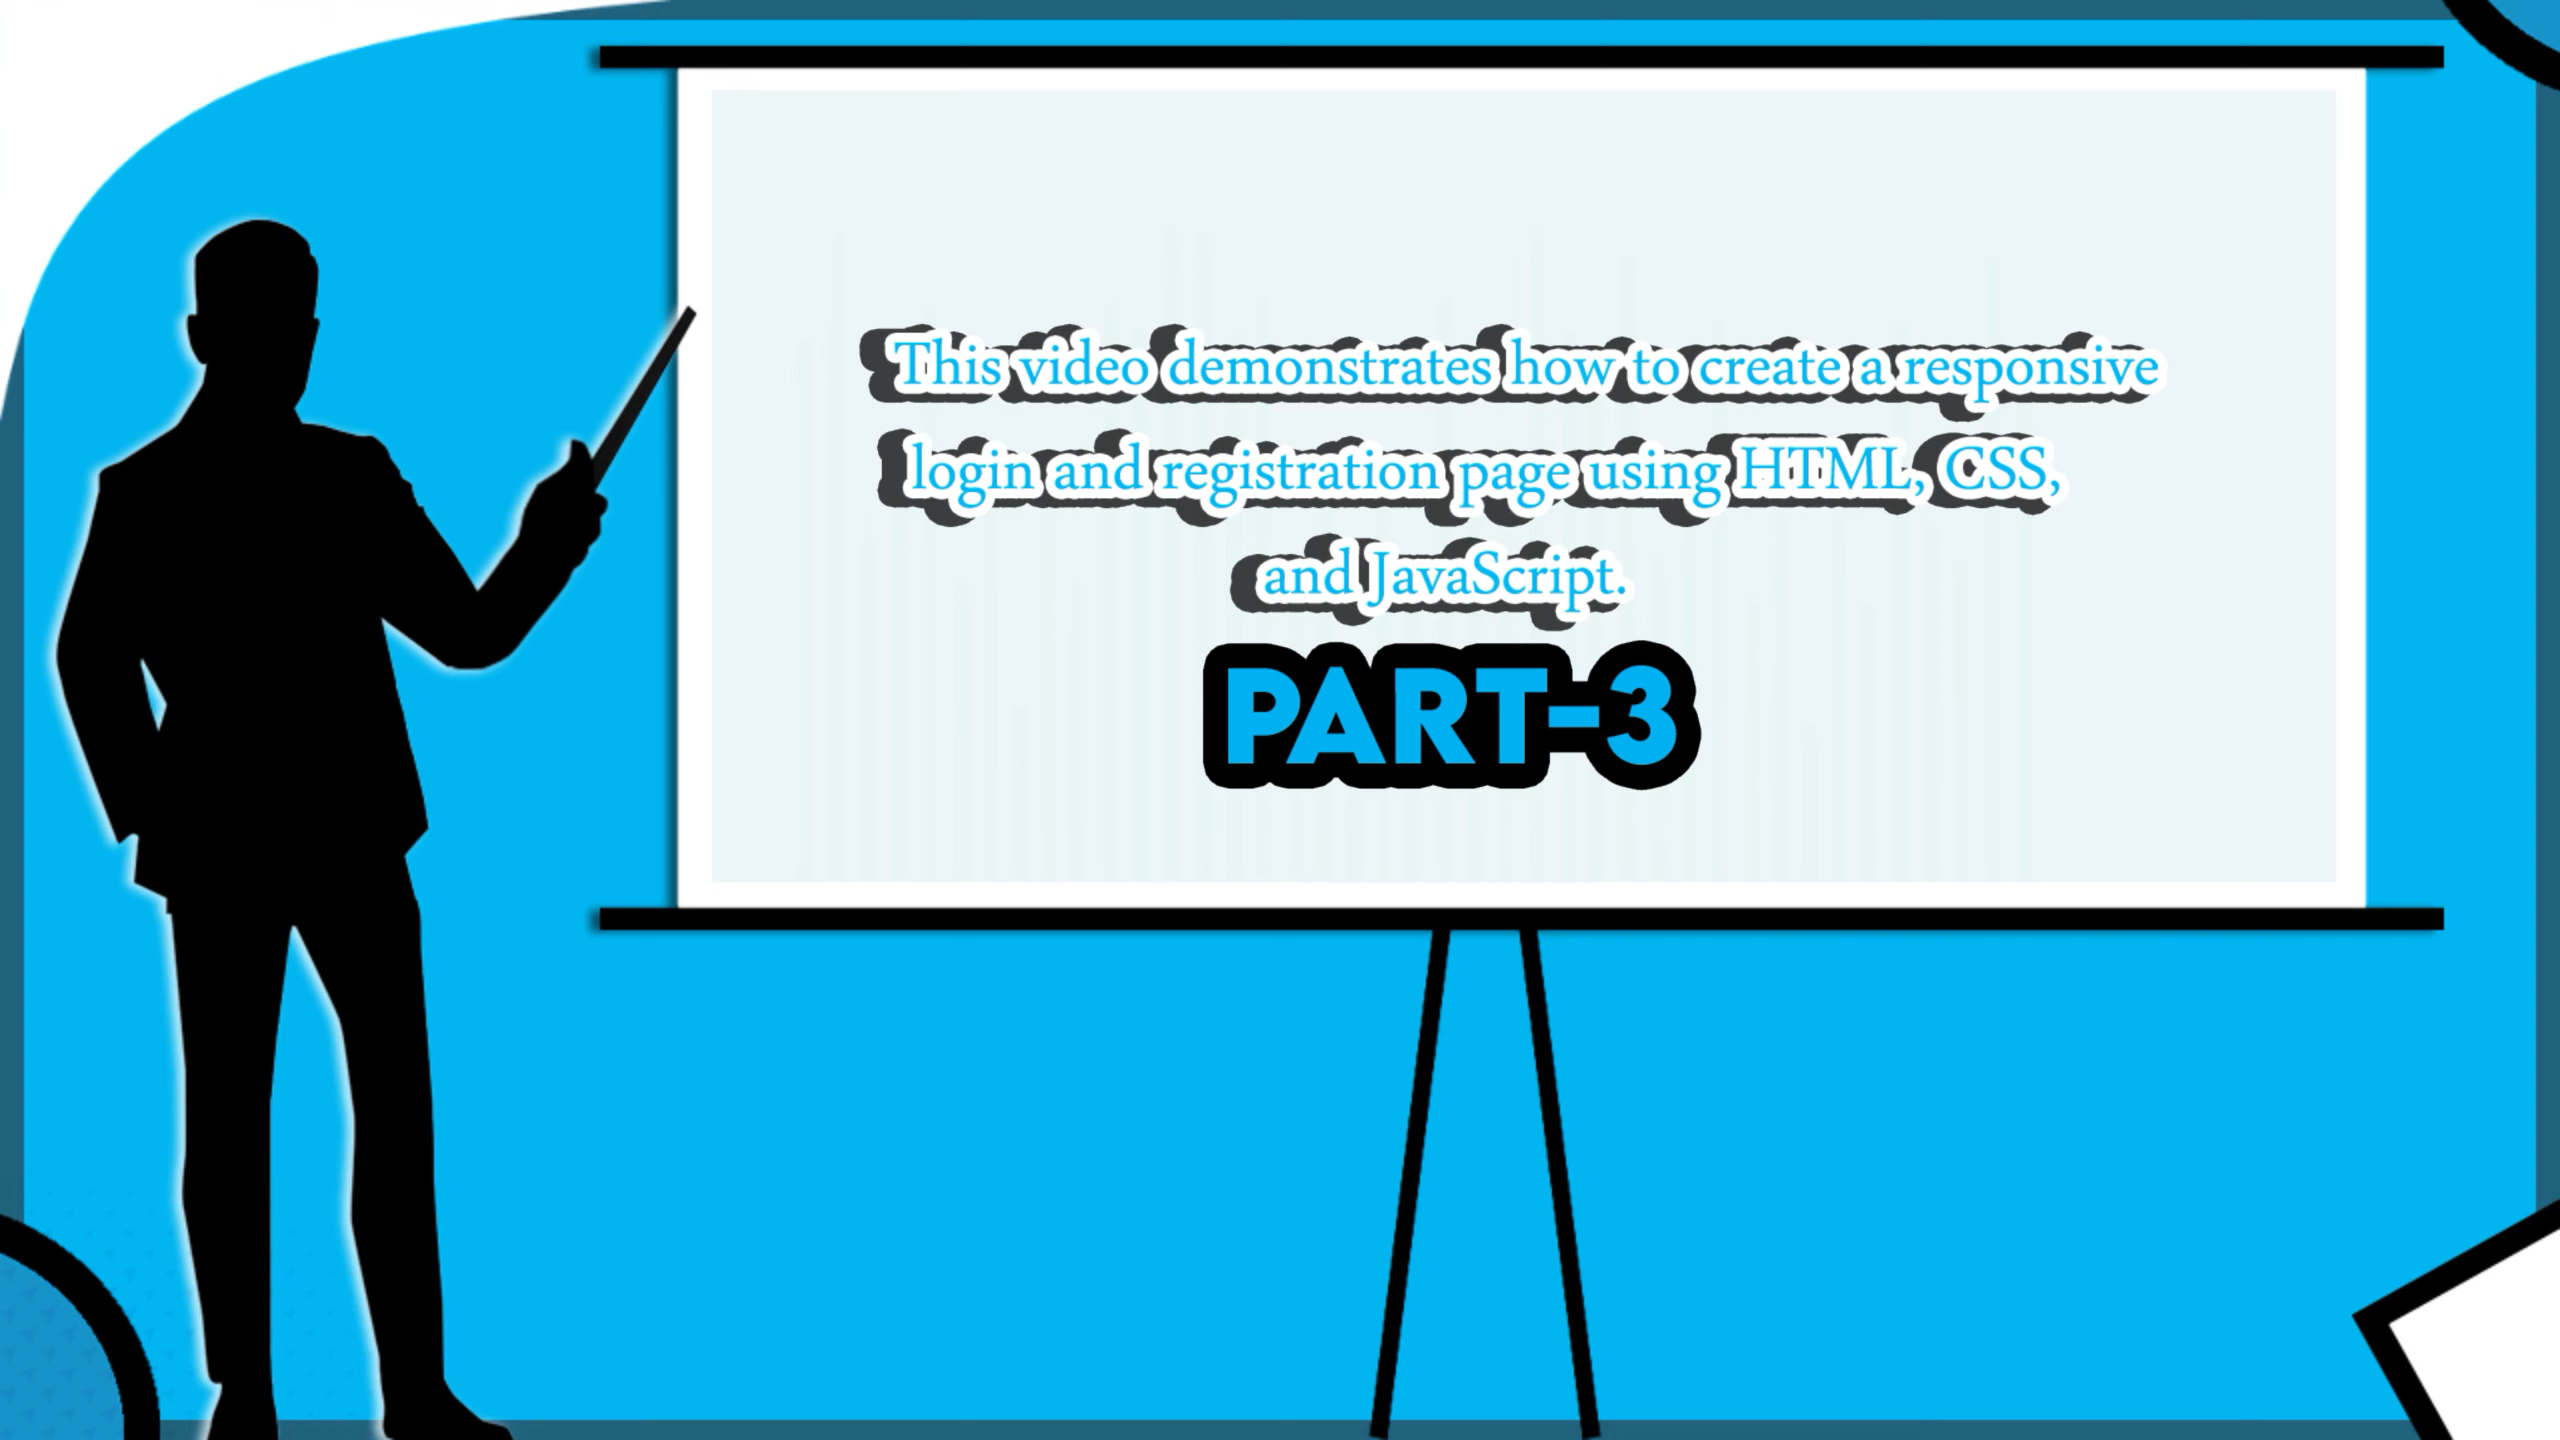 This video demonstrates how to create a responsive
login and registration page using HTML, CSS,
and JavaScript.
PART-3